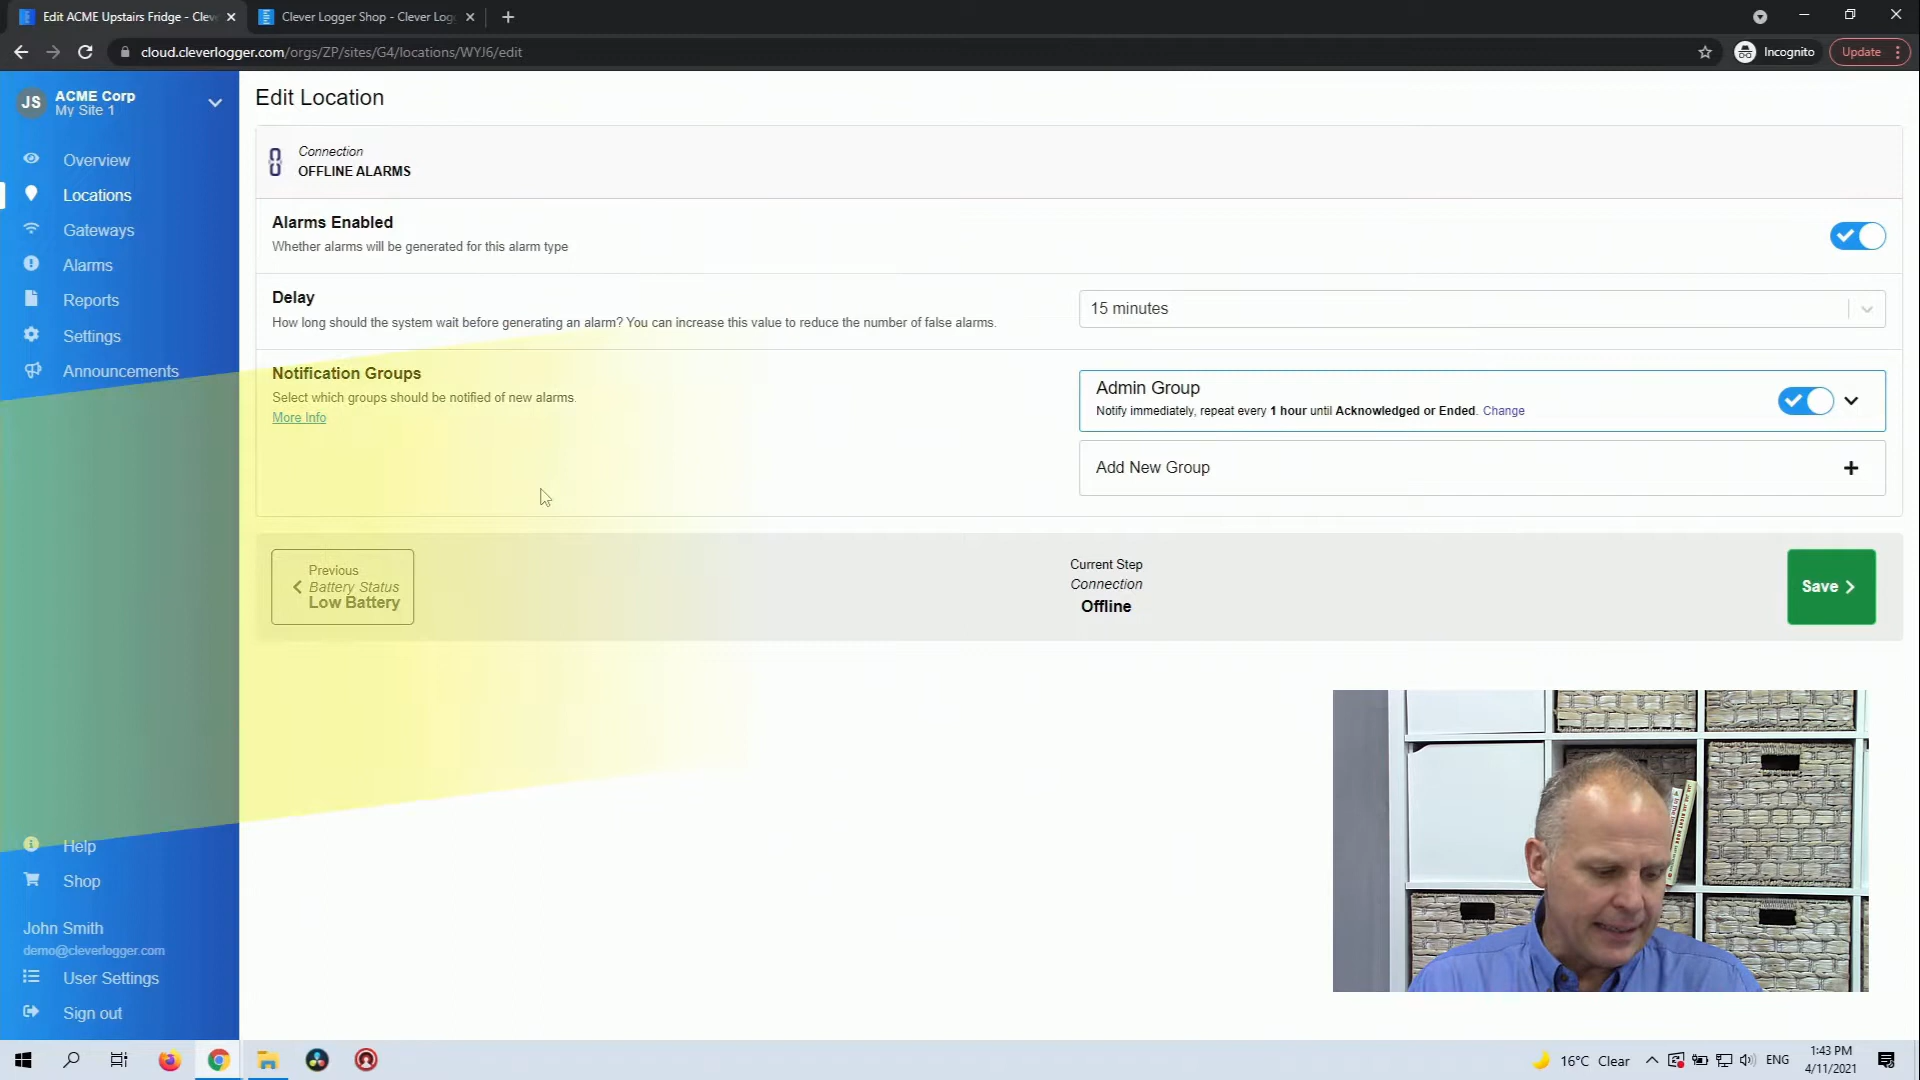 Edit ACME Upstairs Fridge - Clev
Clever Logger Shop - Clever Log
cloud.cleverlogger.com/orgs/ZP/sites/G4/locations/WYJ6/edit
Incognito
Update
JS
ACME Corp
My Site 1
Overview
Locations
Gateways
Alarms
Reports
Settings
Announcements
Help
Shop
John Smith
demo@cleverlogger.com
User Settings
Sign out
Edit Location
Connection
OFFLINE ALARMS
Alarms Enabled
Whether alarms will be generated for this alarm type
Delay
How long should the system wait before generating an alarm? You can increase this value to reduce the number of false alarms.
15 minutes
Notification Groups
Select which groups should be notified of new alarms.
More Info
Admin Group
Notify immediately, repeat every 1 hour until Acknowledged or Ended. Change
Add New Group
Previous
Battery Status
Low Battery
Current Step
Connection
Offline
Save
16°C Clear
ENG
1:43 PM
4/11/2021